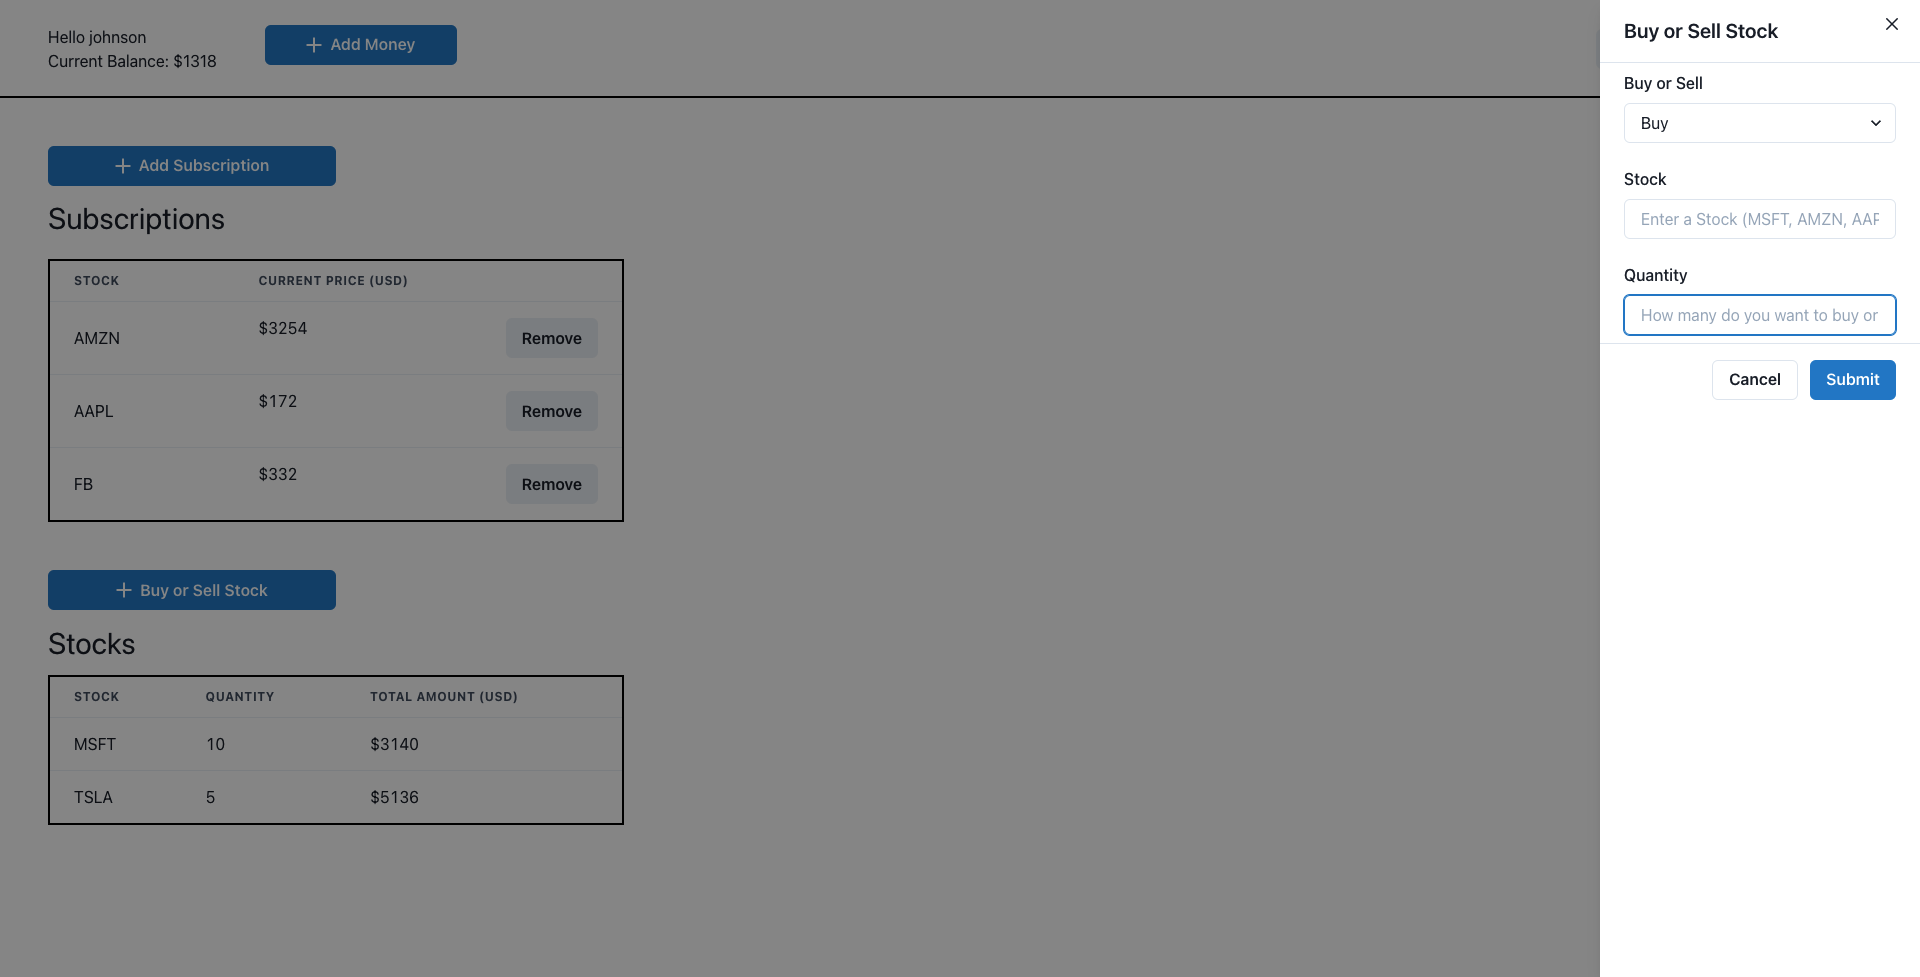 Hello johnson
Current Balance: $1318
Add Money
Add Subscription
Subscriptions
STOCK CURRENT PRICE (USD)
AMZN $3254 Remove
AAPL $172 Remove
FB $332 Remove
Buy or Sell Stock
Stocks
STOCK QUANTITY TOTAL AMOUNT (USD)
MSFT 10 $3140
TSLA 5 $5136
Buy or Sell Stock
Buy or Sell
Buy
Stock
Enter a Stock (MSFT, AMZN, AAP
Quantity
How many do you want to buy or
Cancel Submit